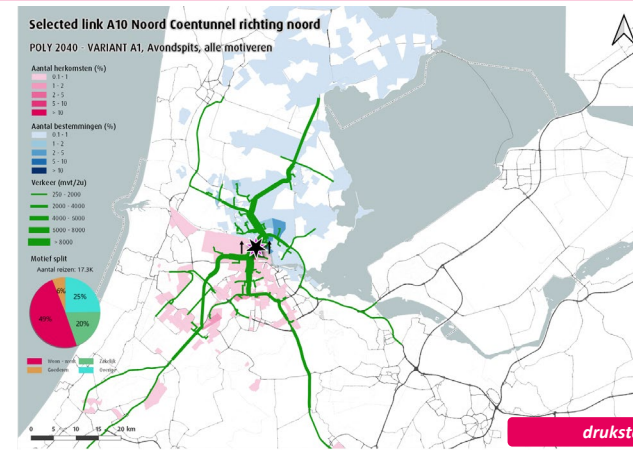 Selected link A10 Noord Coentunnel richting noord
POLY 2040 - VARIANT A1, Avondspits, alle motiveren
Aantal herkomsten (%)
0.1 - 1
1 - 2
2 - 5
5 - 10
> 10
Aantal bestemmingen (%)
0.1 - 1
1 - 2
2 - 5
5 - 10
> 10
Verkeer (mvt/2u)
250 - 2000
2000 - 4000
4000 - 6000
6000 - 8000
> 8000
Motief split
Aantal reizen: 17.3K
6%
25%
49%
20%
Woon - werk
Zakelijk
Goederen
Overige
0 5 10 15 20 km
drukste